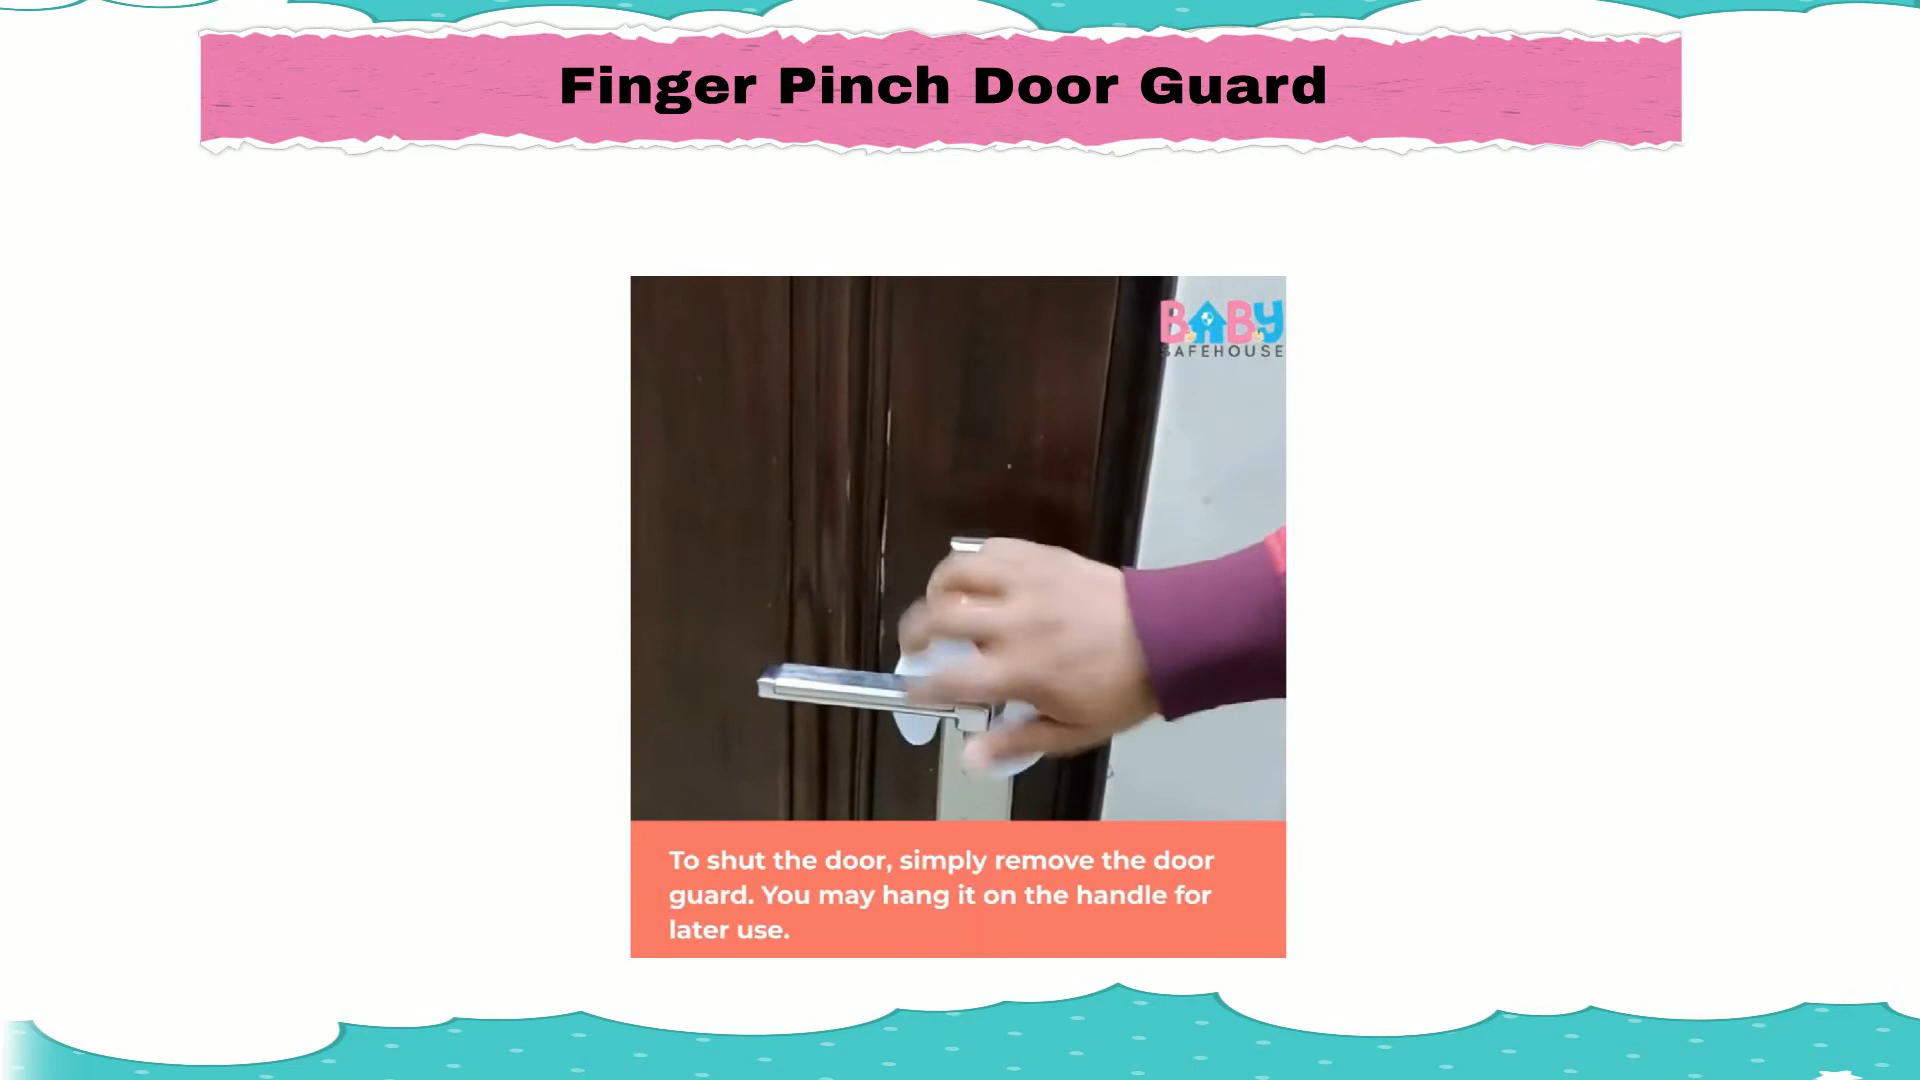 Finger Pinch Door Guard
BABY
SAFEHOUSE
To shut the door, simply remove the door
guard. You may hang it on the handle for
later use.